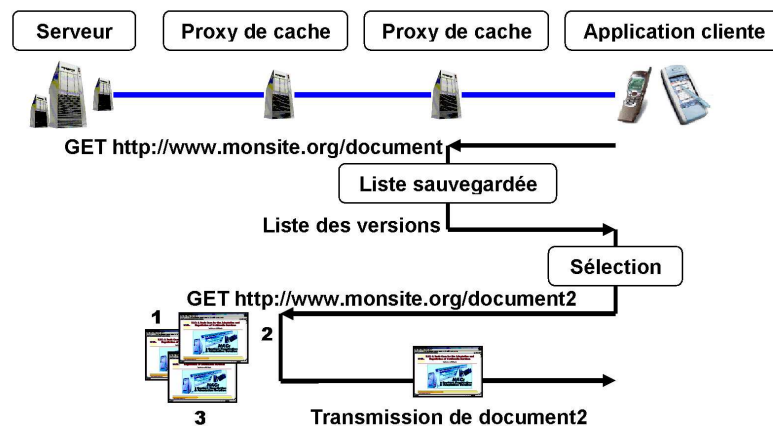 Serveur
Proxy de cache
Proxy de cache
Application cliente
GET http://www.monsite.org/document
Liste sauvegardée
Liste des versions
Sélection
GET http://www.monsite.org/document2
1
2
3
Transmission de document2